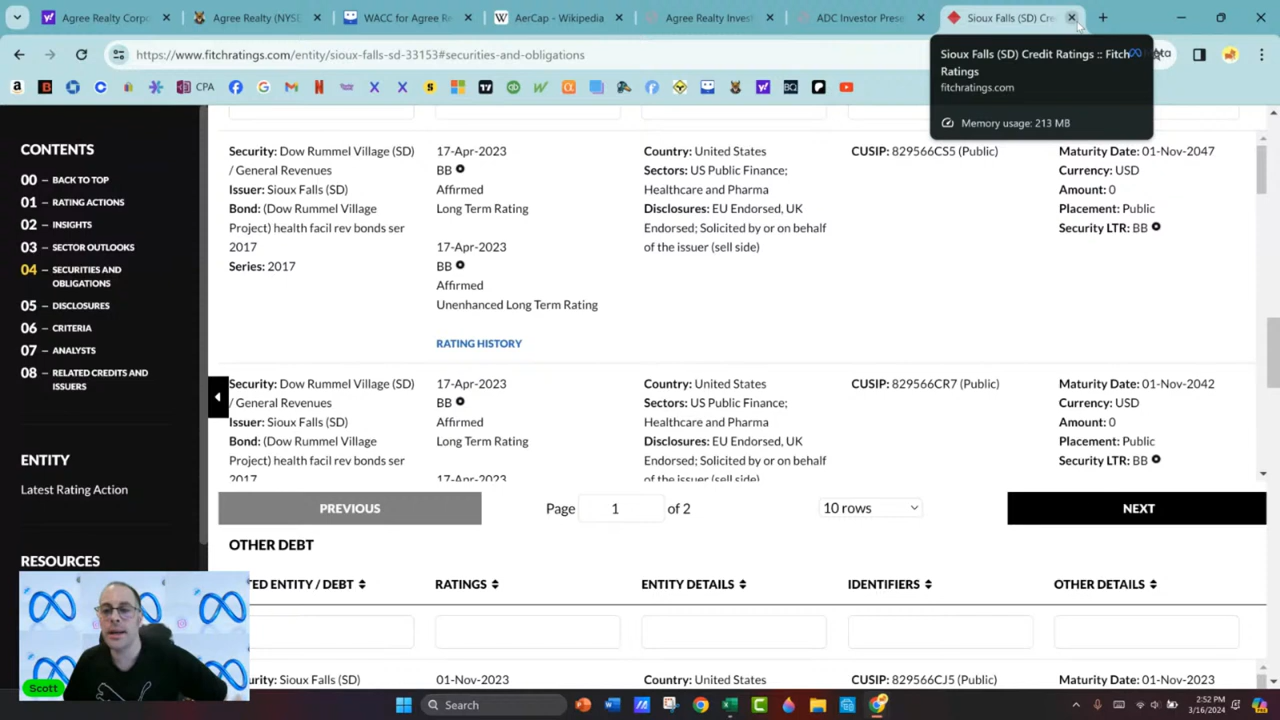 Agree Realty Corpo
Agree Realty (NYSE
WACC for Agree Re
AerCap - Wikipedia
Agree Realty Inves
ADC Investor Prese
Sioux Falls (SD) Cre
https://www.fitchratings.com/entity/sioux-falls-sd-33153#securities-and-obligations
Sioux Falls (SD) Credit Ratings :: Fitch
Ratings
fitchratings.com
Memory usage: 213 MB
CPA
CONTENTS
00 – BACK TO TOP
01 – RATING ACTIONS
02 – INSIGHTS
03 – SECTOR OUTLOOKS
04 – SECURITIES AND
OBLIGATIONS
05 – DISCLOSURES
06 – CRITERIA
07 – ANALYSTS
08 – RELATED CREDITS AND
ISSUERS
ENTITY
Latest Rating Action
RESOURCES
Security: Dow Rummel Village (SD)
/ General Revenues
Issuer: Sioux Falls (SD)
Bond: (Dow Rummel Village
Project) health facil rev bonds ser
2017
Series: 2017
17-Apr-2023
BB
Affirmed
Long Term Rating
17-Apr-2023
BB
Affirmed
Unenhanced Long Term Rating
RATING HISTORY
Country: United States
Sectors: US Public Finance;
Healthcare and Pharma
Disclosures: EU Endorsed, UK
Endorsed; Solicited by or on behalf
of the issuer (sell side)
CUSIP: 829566CS5 (Public)
Maturity Date: 01-Nov-2047
Currency: USD
Amount: 0
Placement: Public
Security LTR: BB
Security: Dow Rummel Village (SD)
/ General Revenues
Issuer: Sioux Falls (SD)
Bond: (Dow Rummel Village
Project) health facil rev bonds ser
2017
17-Apr-2023
BB
Affirmed
Long Term Rating
17-Apr-2023
Country: United States
Sectors: US Public Finance;
Healthcare and Pharma
Disclosures: EU Endorsed, UK
Endorsed; Solicited by or on behalf
of the issuer (sell side)
CUSIP: 829566CR7 (Public)
Maturity Date: 01-Nov-2042
Currency: USD
Amount: 0
Placement: Public
Security LTR: BB
PREVIOUS
Page 1 of 2
10 rows
NEXT
OTHER DEBT
TED ENTITY / DEBT
RATINGS
ENTITY DETAILS
IDENTIFIERS
OTHER DETAILS
urity: Sioux Falls (SD)
01-Nov-2023
Country: United States
CUSIP: 829566CJ5 (Public)
Maturity Date: 01-Nov-2023
Scott
Search
2:52 PM
3/16/2024